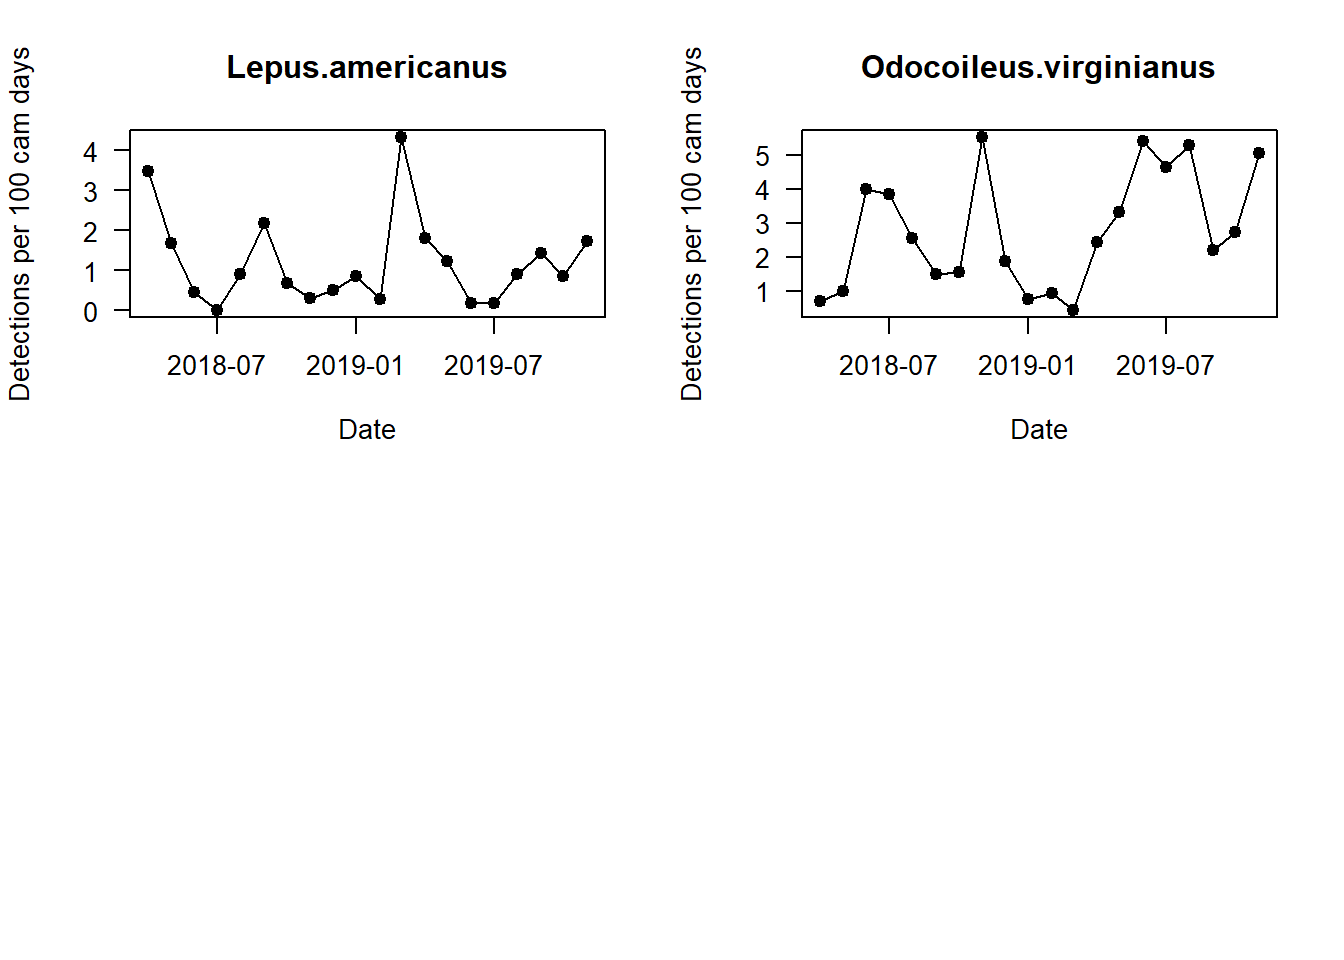 Lepus.americanus
Detections per 100 cam days
4
3
2
1
0
2018-07 2019-01 2019-07
Date
Odocoileus.virginianus
Detections per 100 cam days
5
4
3
2
1
2018-07 2019-01 2019-07
Date